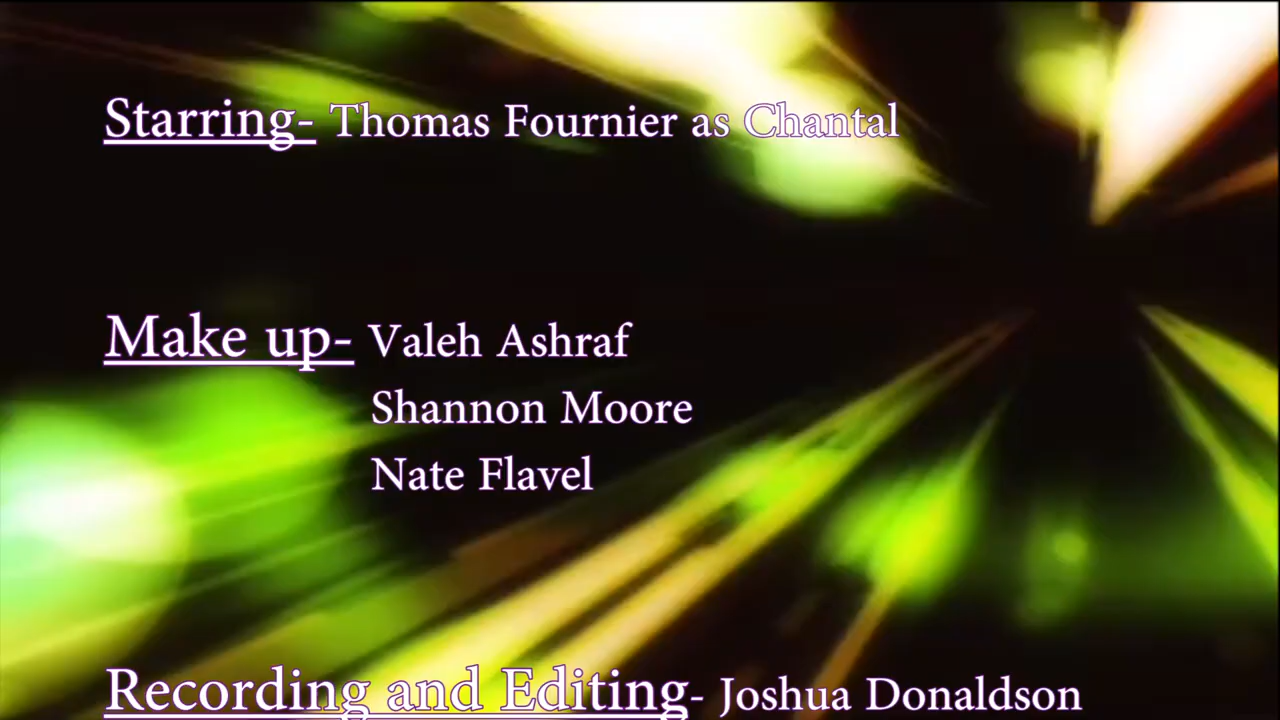 Starring- Thomas Fournier as Chantal
Make up- Valeh Ashraf
Shannon Moore
Nate Flavel
Recording and Editing- Joshua Donaldson